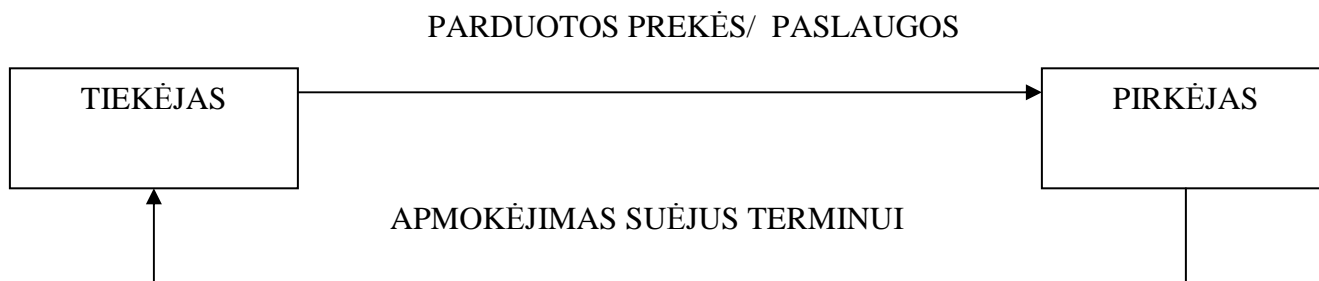 PARDUOTOS PREKĖS/ PASLAUGOS
TIEKĖJAS
PIRKĖJAS
APMOKĖJIMAS SUĖJUS TERMINUI